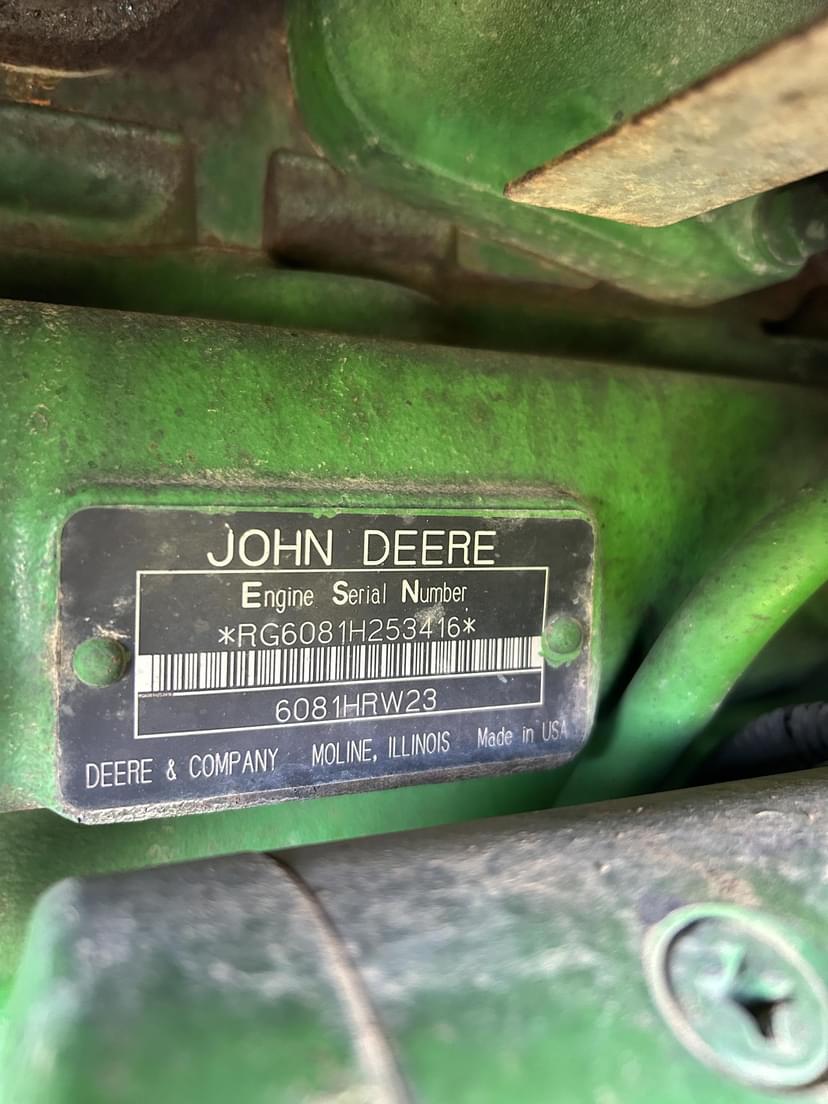 JOHN DEERE
Engine Serial Number
*RG6081H253416*
6081HRW23
DEERE & COMPANY MOLINE, ILLINOIS Made in USA